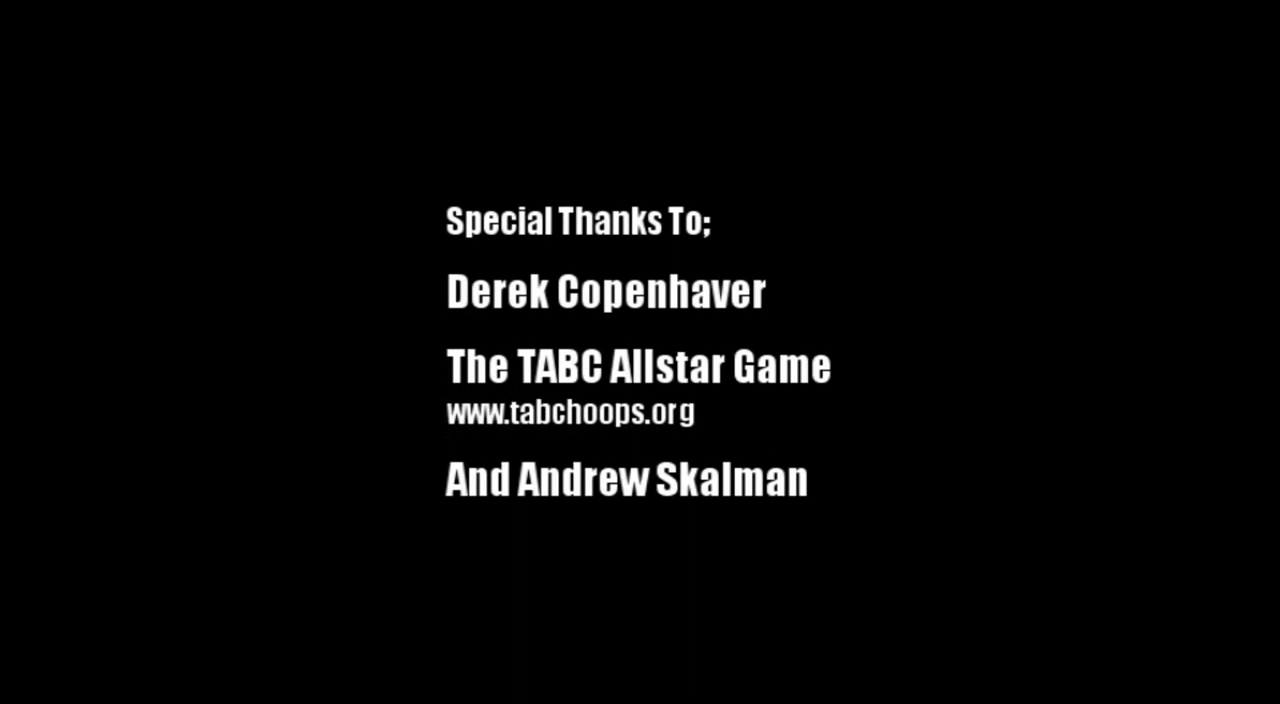 Special Thanks To;
Derek Copenhaver
The TABC Allstar Game
www.tabchoops.org
And Andrew Skalman